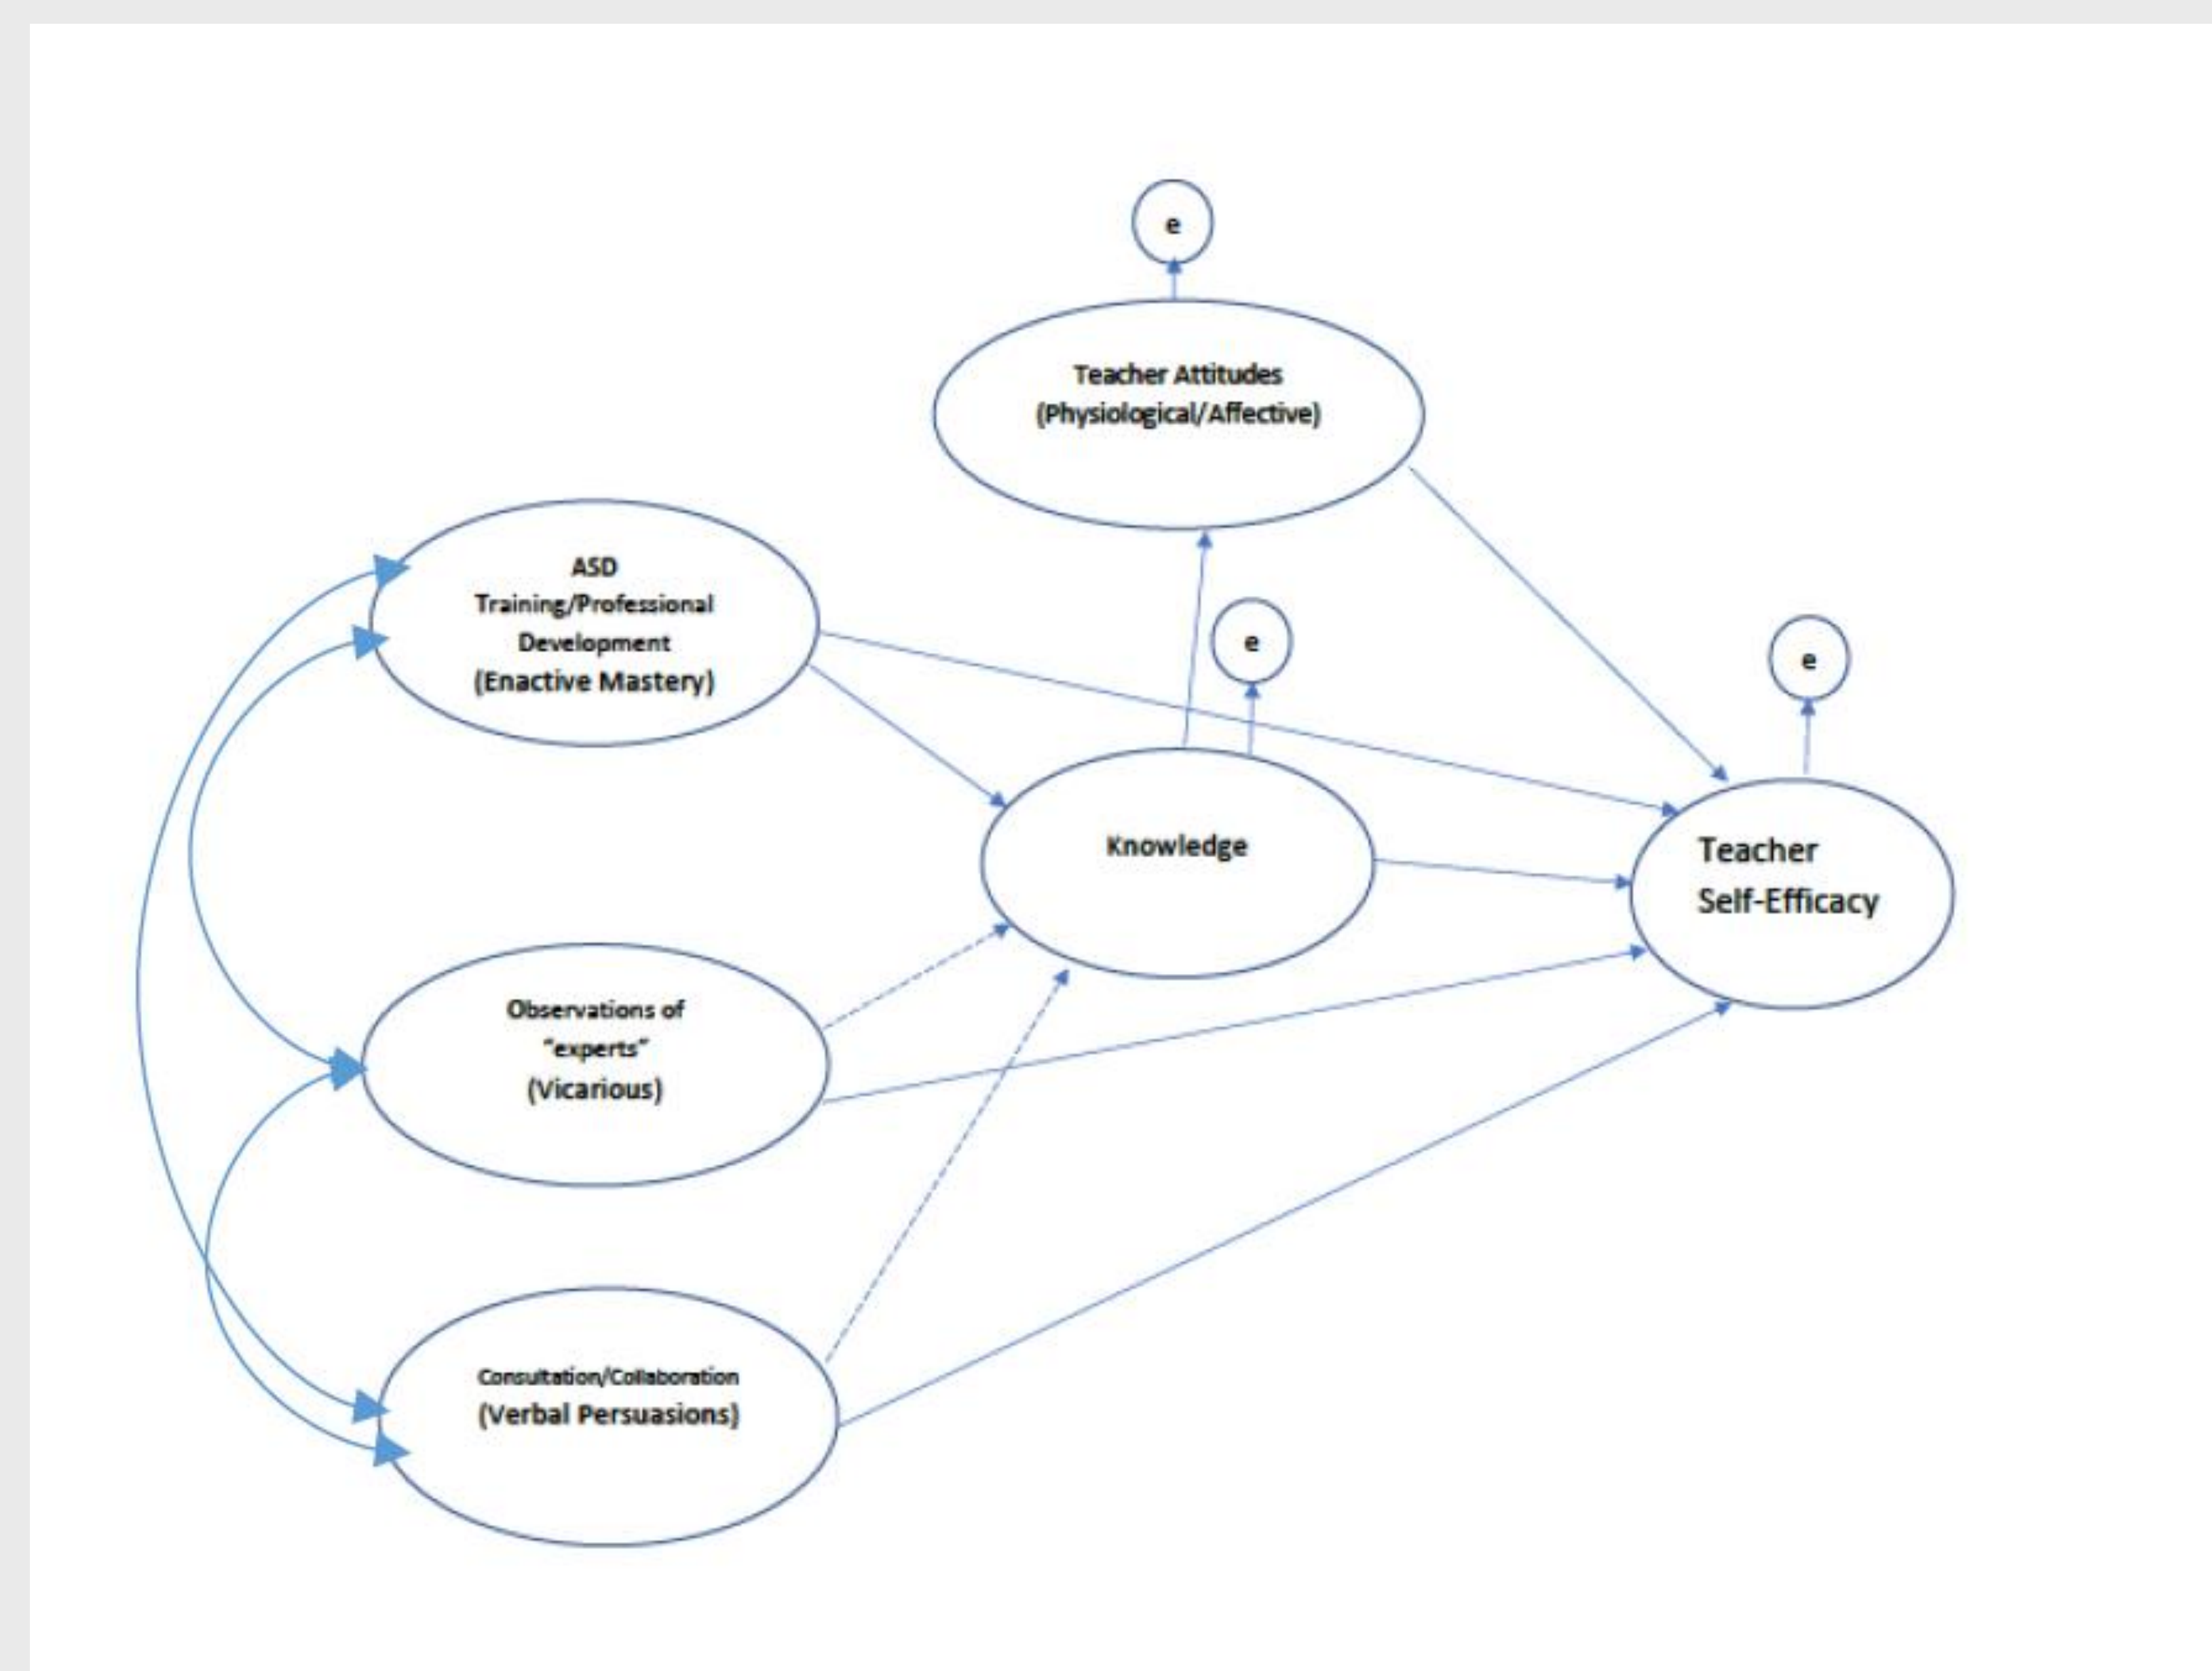 e
Teacher Attitudes
(Physiological/Affective)
ASD
Training/Professional
Development
(Enactive Mastery)
e
e
Knowledge
Teacher
Self-Efficacy
Observations of
“experts”
(Vicarious)
Consultation/Collaboration
(Verbal Persuasions)